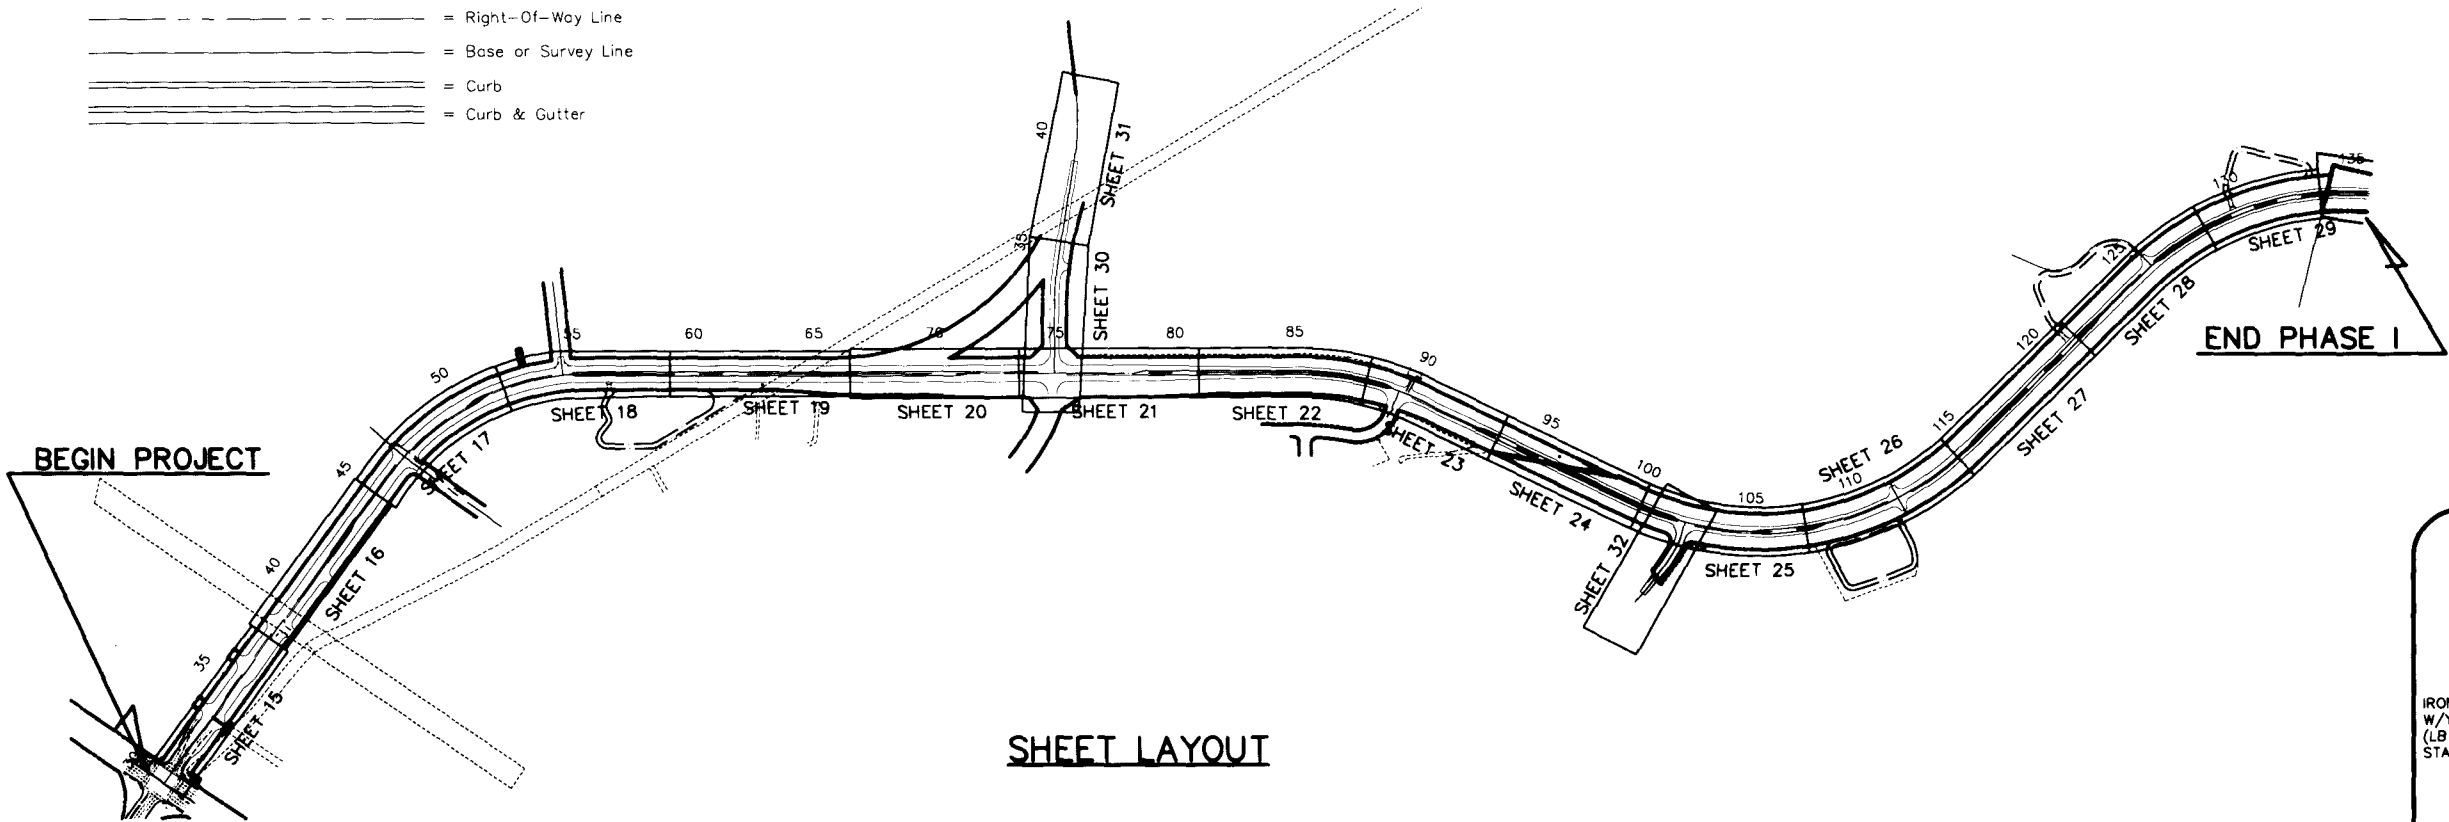 = Right-Of-Way Line
= Base or Survey Line
= Curb
= Curb & Gutter
BEGIN PROJECT
35
40
45
50
55
60
65
70
75
80
85
90
95
100
105
110
115
120
125
130
135
35
40
SHEET 15
SHEET 16
SHEET 17
SHEET 18
SHEET 19
SHEET 20
SHEET 21
SHEET 22
SHEET 23
SHEET 24
SHEET 25
SHEET 26
SHEET 27
SHEET 28
SHEET 29
SHEET 30
SHEET 31
SHEET 32
END PHASE I
SHEET LAYOUT
(LB
STA